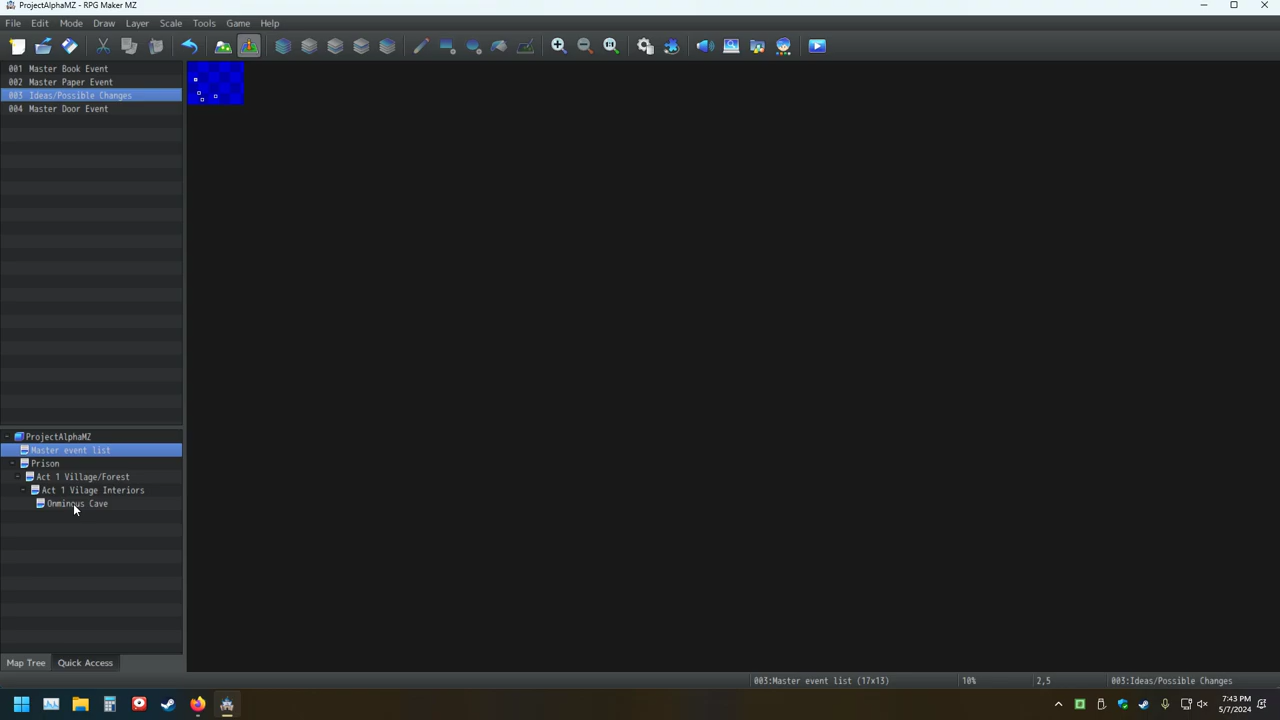 ProjectAlphaMZ - RPG Maker MZ
File Edit Mode Draw Layer Scale Tools Game Help
001 Master Book Event
002 Master Paper Event
003 Ideas/Possible Changes
004 Master Door Event
ProjectAlphaMZ
Master event list
Prison
Act 1 Village/Forest
Act 1 Vilage Interiors
Onminous Cave
Map Tree Quick Access
003:Master event list (17x13) 10% 2,5 003:Ideas/Possible Changes
7:43 PM
5/7/2024